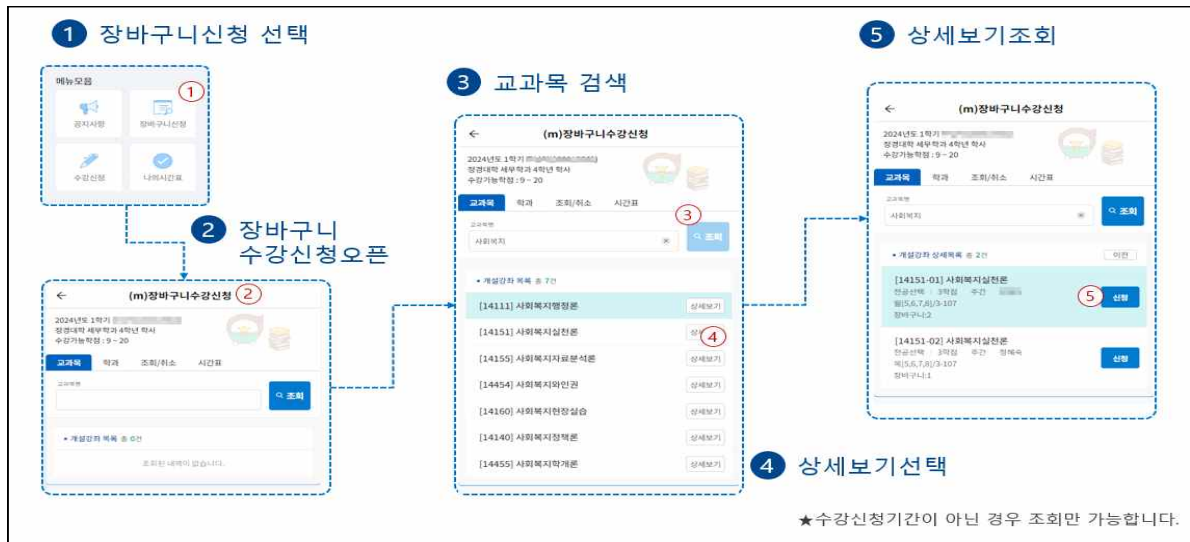 1 장바구니신청 선택
메뉴모음
1
공지사항
장바구니신청
수강신청
나의시간표
2 장바구니
수강신청오픈
← (m)장바구니수강신청 2
2024년도 1학기
정경대학 세무학과 4학년 학사
수강가능학점 : 9 ~ 20
교과목 학과 조회/취소 시간표
교과목명
조회
• 개설강좌 목록 총 0건
조회된 내역이 없습니다.
3 교과목 검색
← (m)장바구니수강신청
2024년도 1학기
정경대학 세무학과 4학년 학사
수강가능학점 : 9 ~ 20
교과목 학과 조회/취소 시간표
3
교과목명
사회복지 조회
• 개설강좌 목록 총 7건
[14111] 사회복지행정론 상세보기
[14151] 사회복지실천론 4
[14155] 사회복지자료분석론 상세보기
[14454] 사회복지와인권 상세보기
[14160] 사회복지현장실습 상세보기
[14140] 사회복지정책론 상세보기
[14455] 사회복지학개론 상세보기
4 상세보기선택
5 상세보기조회
← (m)장바구니수강신청
2024년도 1학기
정경대학 세무학과 4학년 학사
수강가능학점 : 9 ~ 20
교과목 학과 조회/취소 시간표
교과목명
사회복지 조회
• 개설강좌 상세목록 총 2건 이전
[14151-01] 사회복지실천론
전공선택 | 3학점 주간
월[5,6,7,8]/3-107
장바구니:2
5 신청
[14151-02] 사회복지실천론
전공선택 | 3학점 주간 정혜숙
목[5,6,7,8]/3-107
장바구니:1
신청
★수강신청기간이 아닌 경우 조회만 가능합니다.